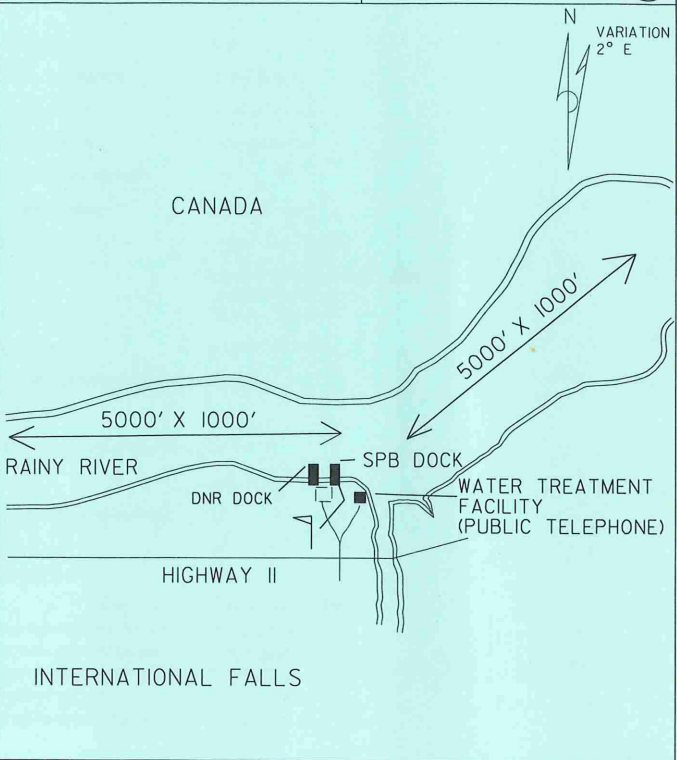 N
VARIATION
2° E
CANADA
5000' X 1000'
5000' X 1000'
RAINY RIVER
SPB DOCK
DNR DOCK
WATER TREATMENT
FACILITY
(PUBLIC TELEPHONE)
HIGHWAY II
INTERNATIONAL FALLS